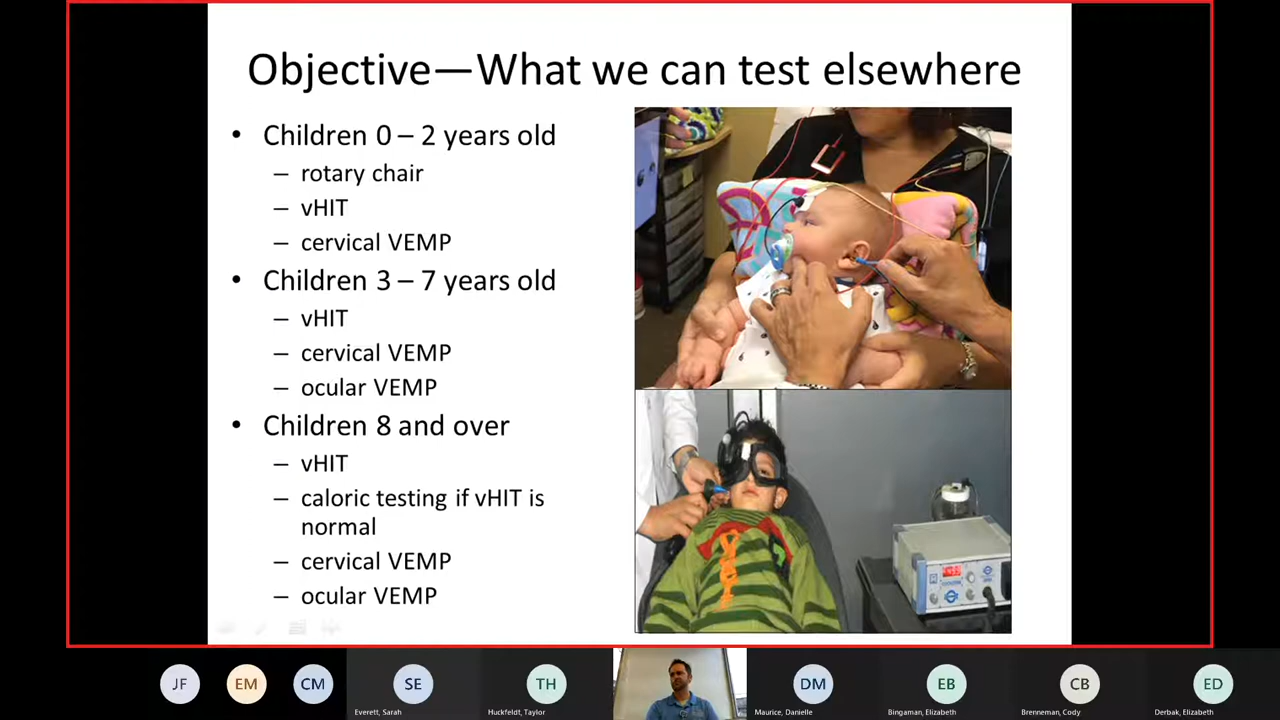 Objective—What we can test elsewhere
• Children 0 – 2 years old
– rotary chair
– vHIT
– cervical VEMP
• Children 3 – 7 years old
– vHIT
– cervical VEMP
– ocular VEMP
• Children 8 and over
– vHIT
– caloric testing if vHIT is
normal
– cervical VEMP
– ocular VEMP
JF
EM
CM
SE
TH
DM
EB
CB
ED
Everett, Sarah
Huckfeldt, Taylor
Maurice, Danielle
Bingaman, Elizabeth
Brenneman, Cody
Derbak, Elizabeth